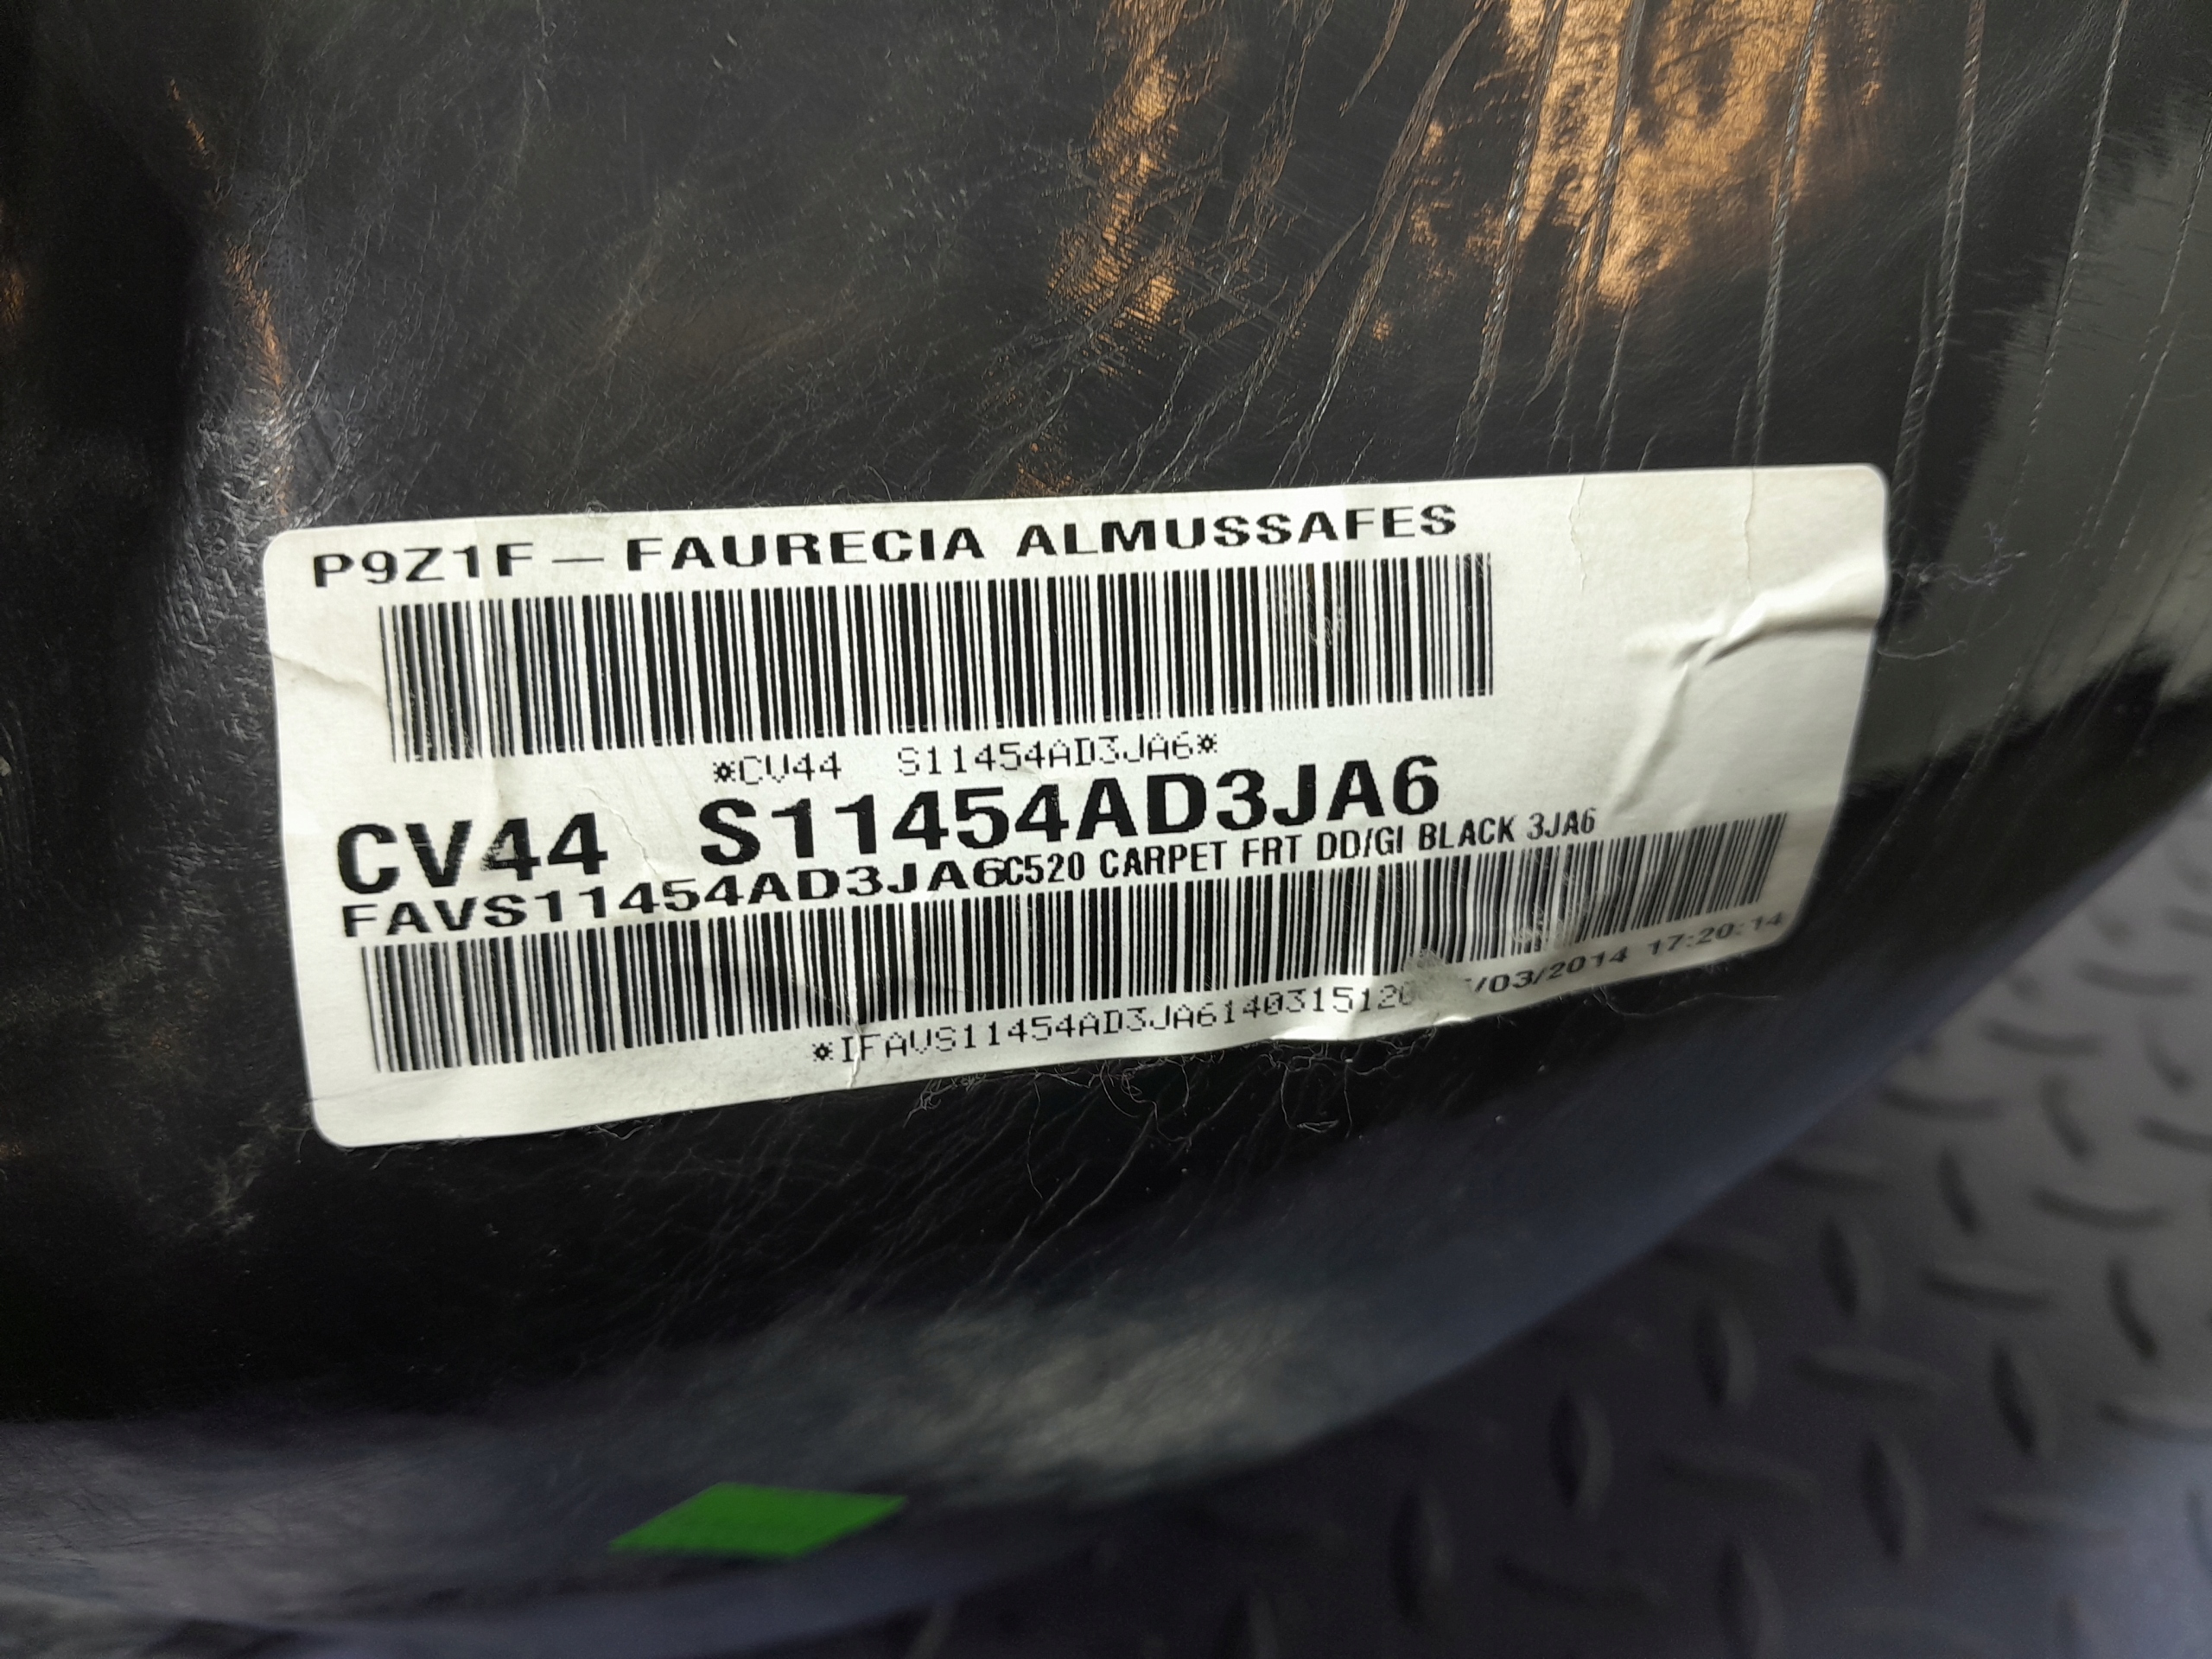 P9Z1F – FAURECIA ALMUSSAFES
*CV44 S11454AD3JA6*
CV44 S11454AD3JA6
FAVS11454AD3JA6C520 CARPET FRT DD/GI BLACK 3JA6
*IFAVS11454AD3JA6140315120 /03/2014 17:20:14